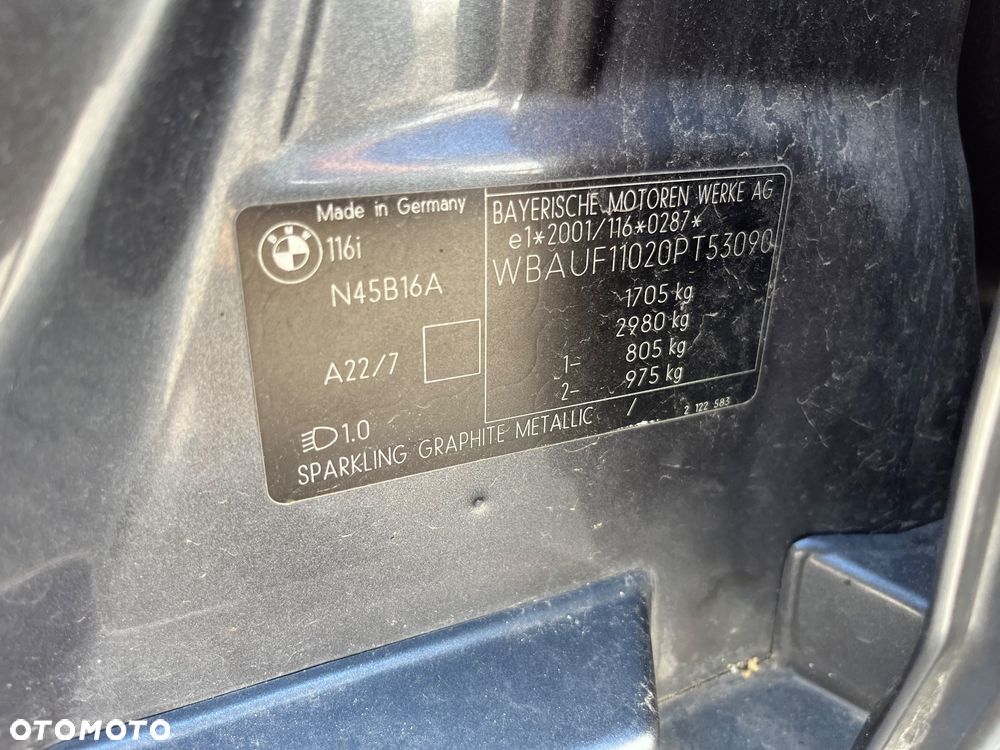 Made in Germany
BMW
116i
N45B16A
A22/7
1.0
SPARKLING GRAPHITE METALLIC /
BAYERISCHE MOTOREN WERKE AG
e1*2001/116*0287*
WBAUF11020PT53090
1705 kg
2980 kg
1- 805 kg
2- 975 kg
2 122 583
OTOMOTO